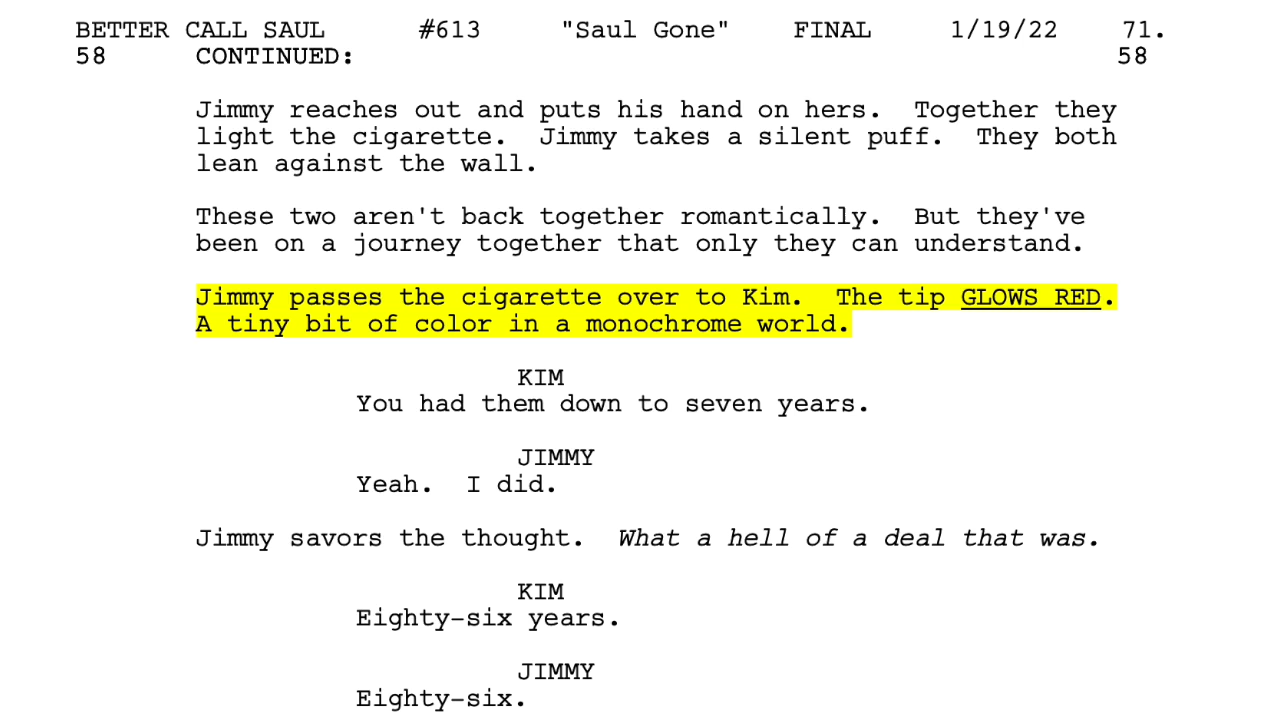 BETTER CALL SAUL #613 "Saul Gone" FINAL 1/19/22 71.
58 CONTINUED: 58
Jimmy reaches out and puts his hand on hers. Together they
light the cigarette. Jimmy takes a silent puff. They both
lean against the wall.
These two aren't back together romantically. But they've
been on a journey together that only they can understand.
Jimmy passes the cigarette over to Kim. The tip GLOWS RED.
A tiny bit of color in a monochrome world.
KIM
You had them down to seven years.
JIMMY
Yeah. I did.
Jimmy savors the thought. What a hell of a deal that was.
KIM
Eighty-six years.
JIMMY
Eighty-six.